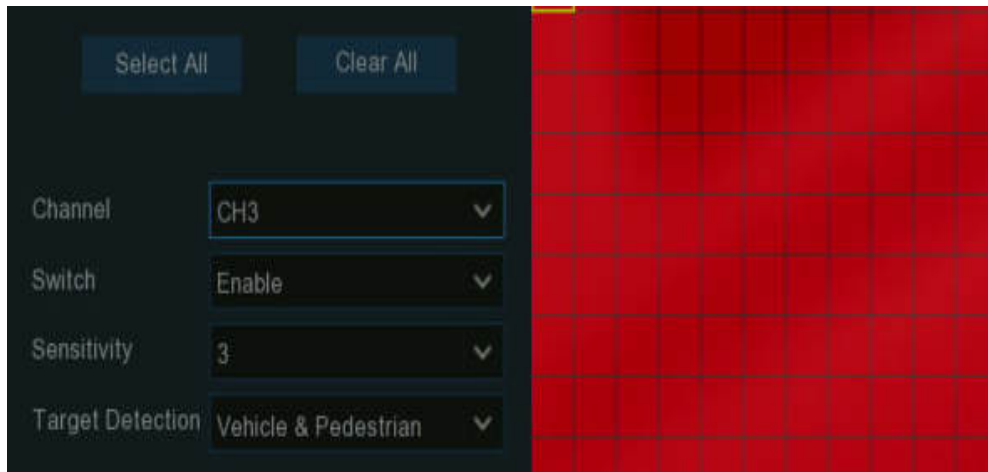 Select All Clear All
Channel CH3
Switch Enable
Sensitivity 3
Target Detection Vehicle & Pedestrian